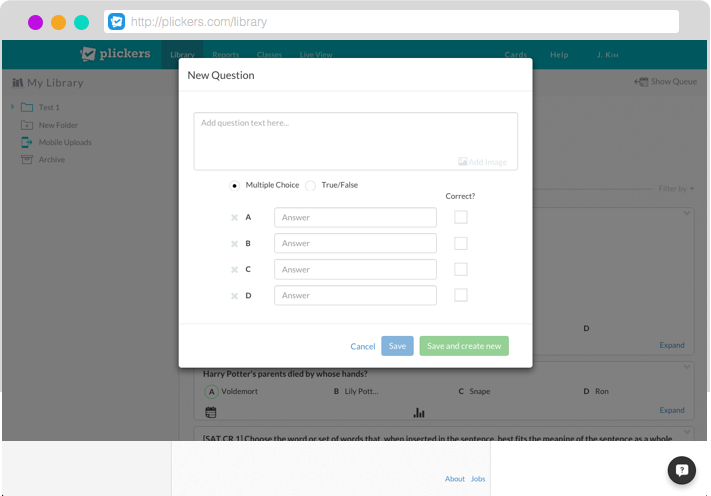 http://plickers.com/library
plickers Library Reports Classes Live View Cards Help J. Kim
My Library Show Queue
Test 1
New Folder
Mobile Uploads
Archive
New Question
Add question text here...
Add Image
Multiple Choice True/False
Correct?
A Answer
B Answer
C Answer
D Answer
Cancel Save Save and create new
Filter by
D
Expand
Harry Potter's parents died by whose hands?
A Voldemort B Lily Pott... C Snape D Ron
Expand
[SAT CR 1] Choose the word or set of words that, when inserted in the sentence, best fits the meaning of the sentence as a whole.
About Jobs